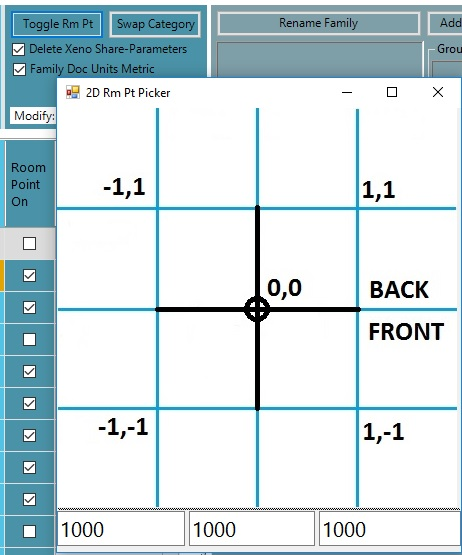 Toggle Rm Pt
Swap Category
Rename Family
Add
Delete Xeno Share-Parameters
Grou
Family Doc Units Metric
2D Rm Pt Picker
Modify:
Room
Point
On
-1,1
1,1
0,0
BACK
FRONT
-1,-1
1,-1
1000
1000
1000